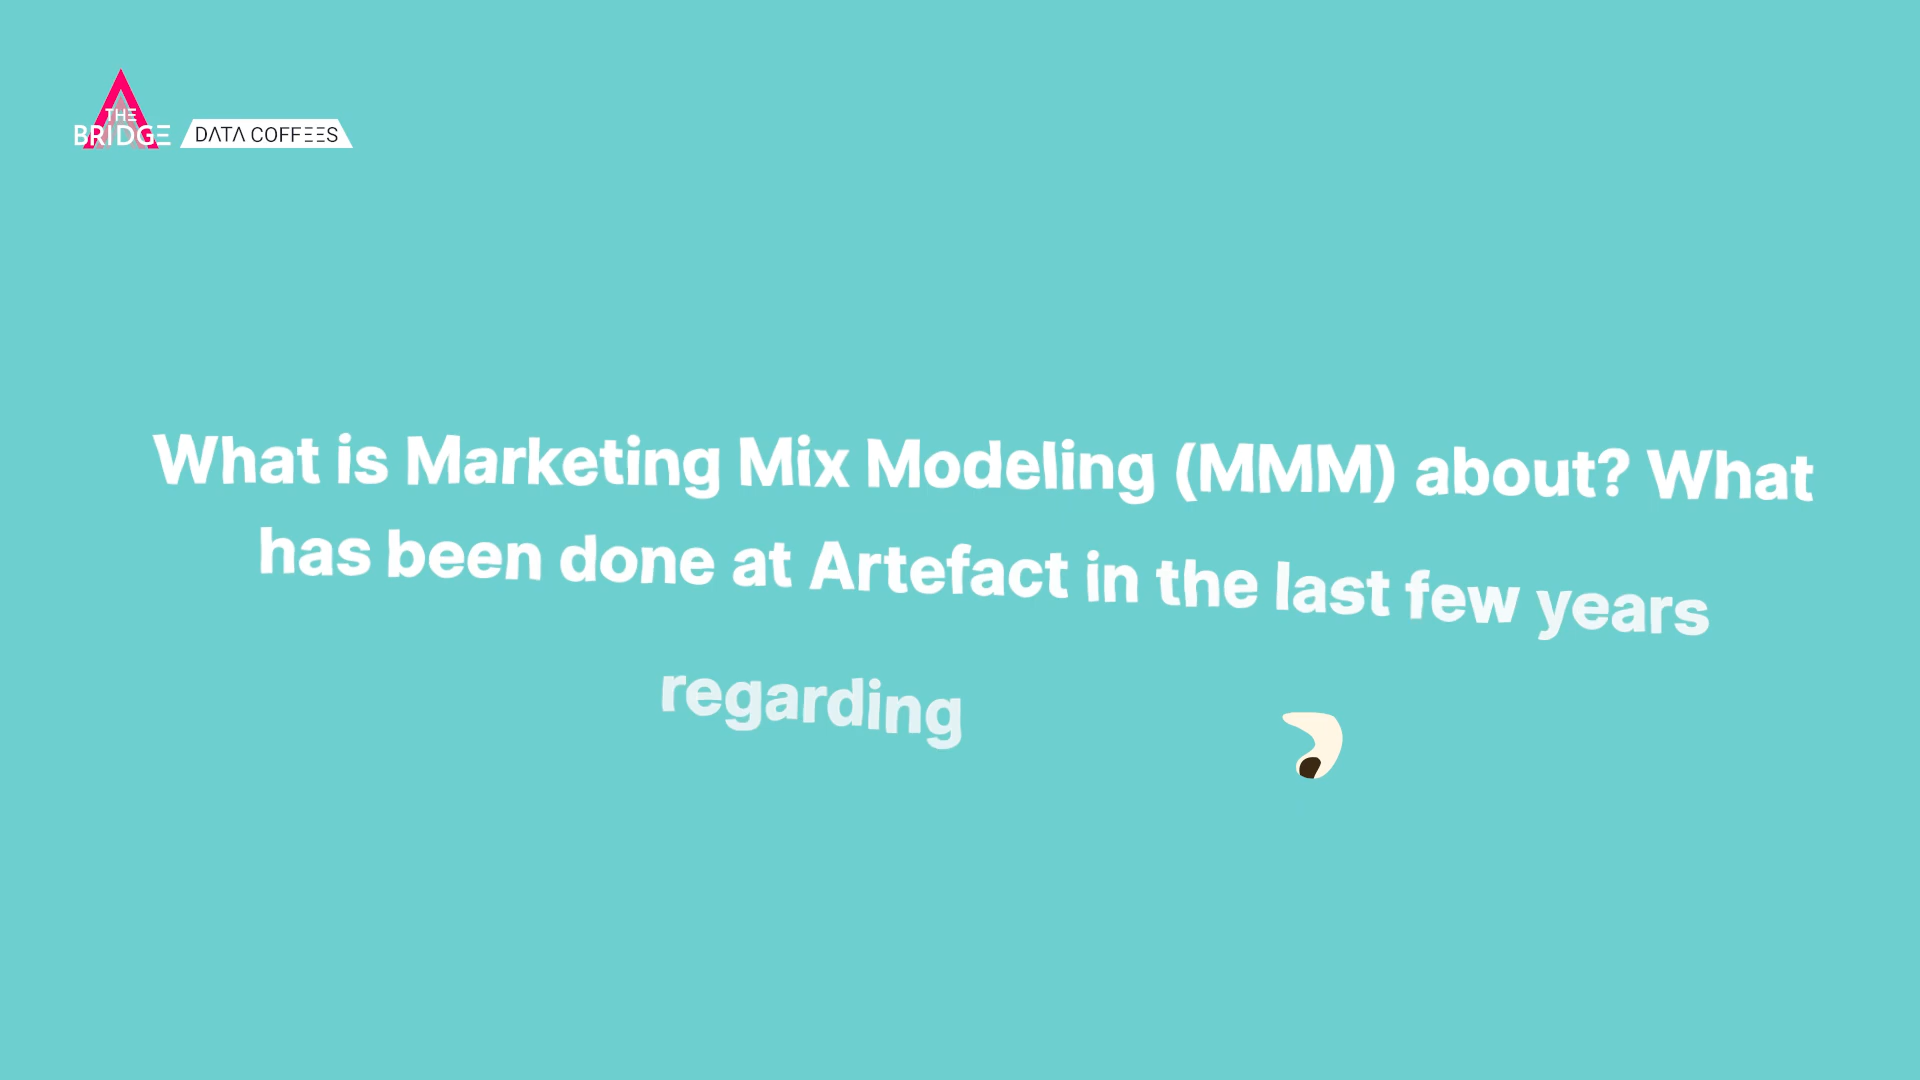 THE
BRIDGE
DATA COFFEES
What is Marketing Mix Modeling (MMM) about? What
has been done at Artefact in the last few years
regarding